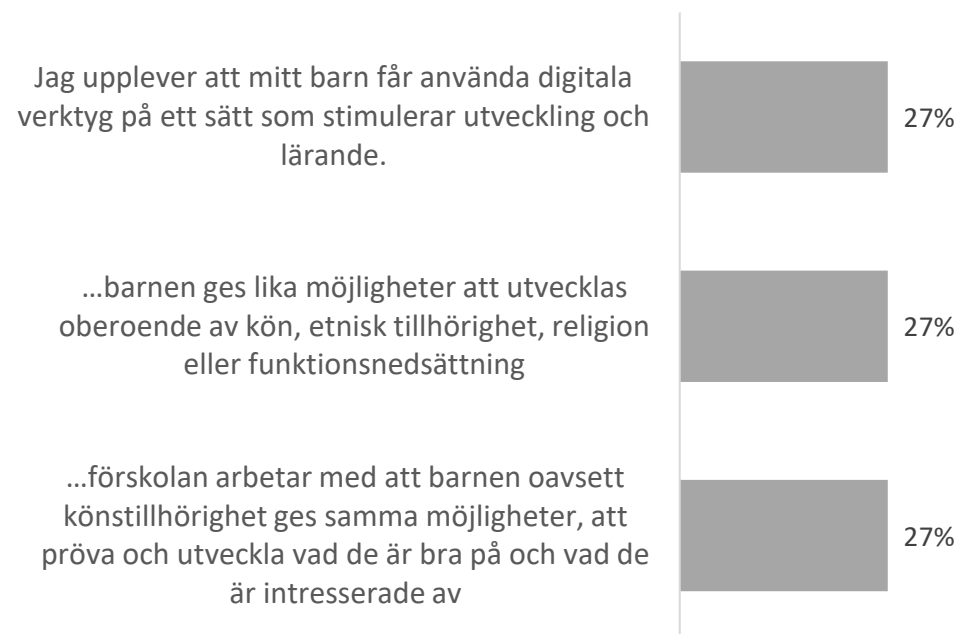 Jag upplever att mitt barn får använda digitala
verktyg på ett sätt som stimulerar utveckling och
lärande.
27%
…barnen ges lika möjligheter att utvecklas
oberoende av kön, etnisk tillhörighet, religion
eller funktionsnedsättning
27%
…förskolan arbetar med att barnen oavsett
könstillhörighet ges samma möjligheter, att
pröva och utveckla vad de är bra på och vad de
är intresserade av
27%